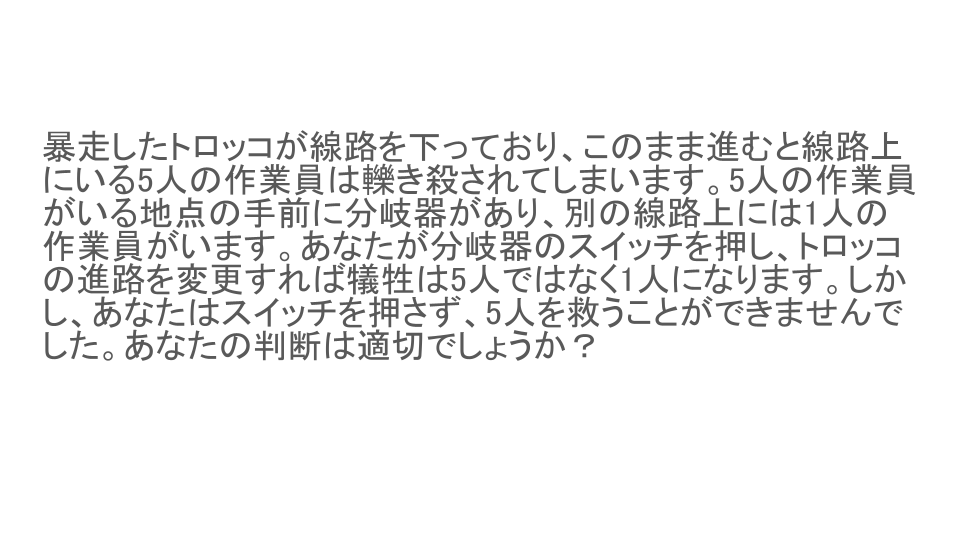 暴走したトロッコが線路を下っており、このまま進むと線路上
にいる5人の作業員は轢き殺されてしまいます。5人の作業員
がいる地点の手前に分岐器があり、別の線路上には1人の
作業員がいます。あなたが分岐器のスイッチを押し、トロッコ
の進路を変更すれば犠牲は5人ではなく1人になります。しか
し、あなたはスイッチを押さず、5人を救うことができませんで
した。あなたの判断は適切でしょうか？